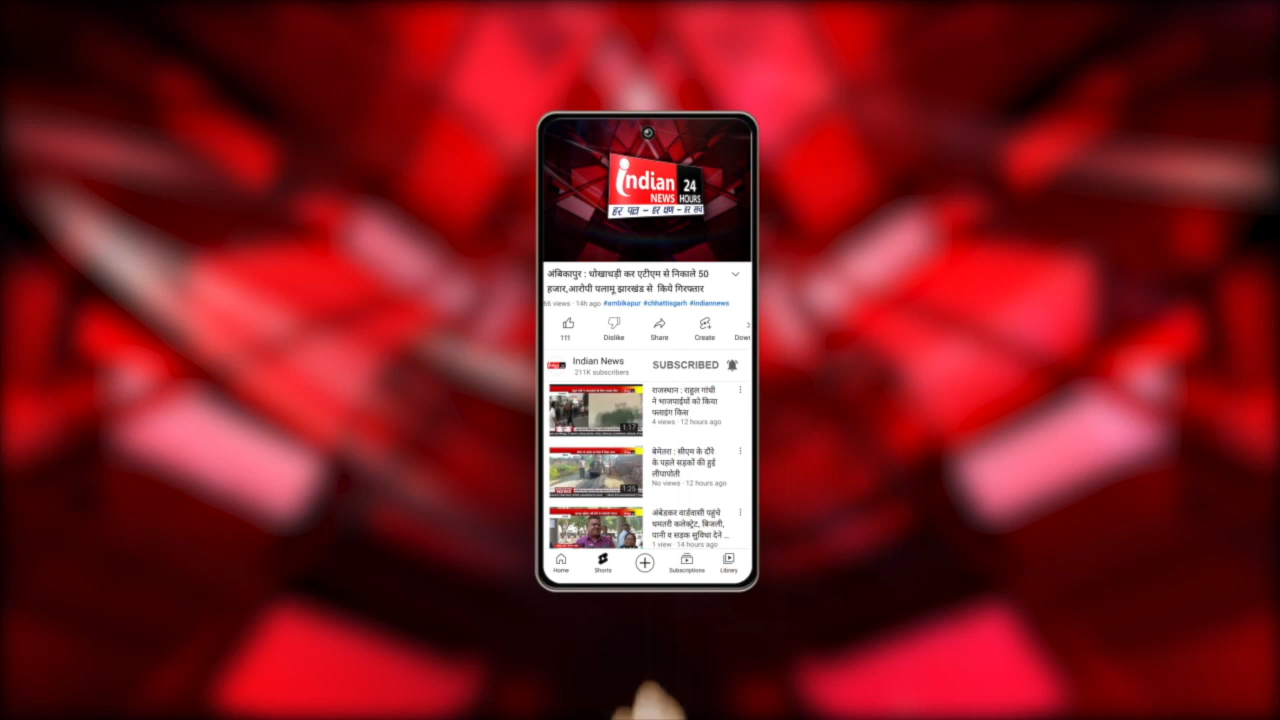 indian
NEWS
24
HOURS
हर पल – हर क्षण – हर सच
अंबिकापुर : धोखाधड़ी कर एटीएम से निकाले 50
हजार,आरोपी पलामू झारखंड से किये गिरफ्तार
66 views · 14h ago #ambikapur #chhattisgarh #indiannews
111
Dislike
Share
Create
Indian News
211K subscribers
SUBSCRIBED
राजस्थान : राहुल गांधी
ने भाजपाईयों को किया
फ्लाइंग किस
4 views · 12 hours ago
1:17
बेमेतरा : सीएम के दौरे
के पहले सड़कों की हुई
लीपापोती
No views · 12 hours ago
1:25
अंबेडकर वार्डवासी पहुंचे
धमतरी कलेक्ट्रेट, बिजली,
पानी व सड़क सुविधा देने ...
1 view · 14 hours ago
Home
Shorts
Subscriptions
Library